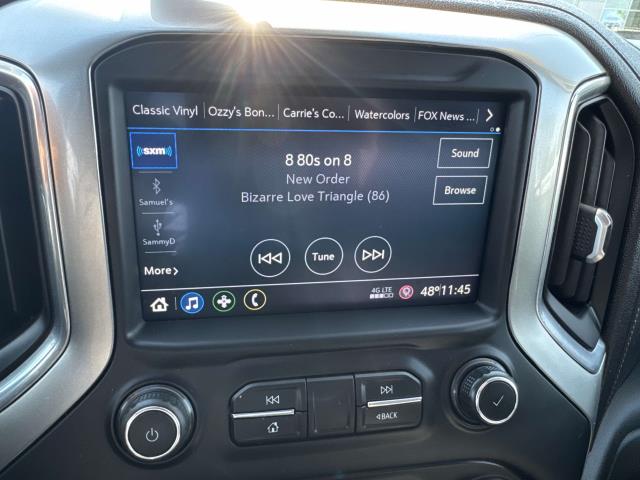 Classic Vinyl Ozzy's Bon... Carrie's Co... Watercolors FOX News ...
((sxm))
8 80s on 8
Sound
New Order
Samuel's
Bizarre Love Triangle (86)
Browse
SammyD
Tune
More
4G LTE
48° 11:45
BACK